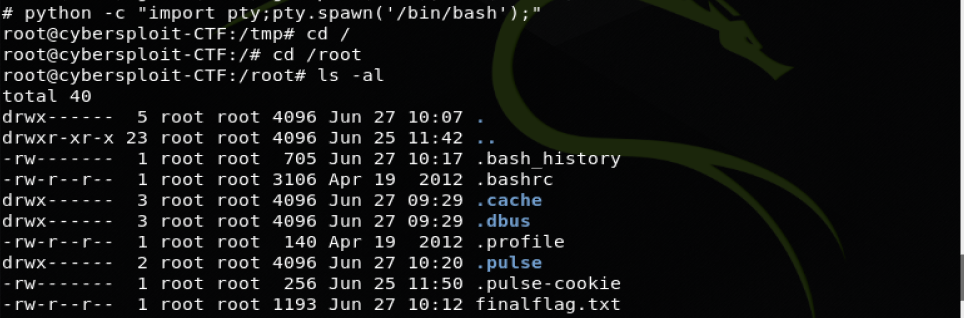 # python -c "import pty;pty.spawn('/bin/bash');"
root@cybersploit-CTF:/tmp# cd /
root@cybersploit-CTF:/# cd /root
root@cybersploit-CTF:/root# ls -al
total 40
drwx------  5 root root 4096 Jun 27 10:07 .
drwxr-xr-x 23 root root 4096 Jun 25 11:42 ..
-rw-------  1 root root  705 Jun 27 10:17 .bash_history
-rw-r--r--  1 root root 3106 Apr 19  2012 .bashrc
drwx------  3 root root 4096 Jun 27 09:29 .cache
drwx------  3 root root 4096 Jun 27 09:29 .dbus
-rw-r--r--  1 root root  140 Apr 19  2012 .profile
drwx------  2 root root 4096 Jun 27 10:20 .pulse
-rw-------  1 root root  256 Jun 25 11:50 .pulse-cookie
-rw-r--r--  1 root root 1193 Jun 27 10:12 finalflag.txt